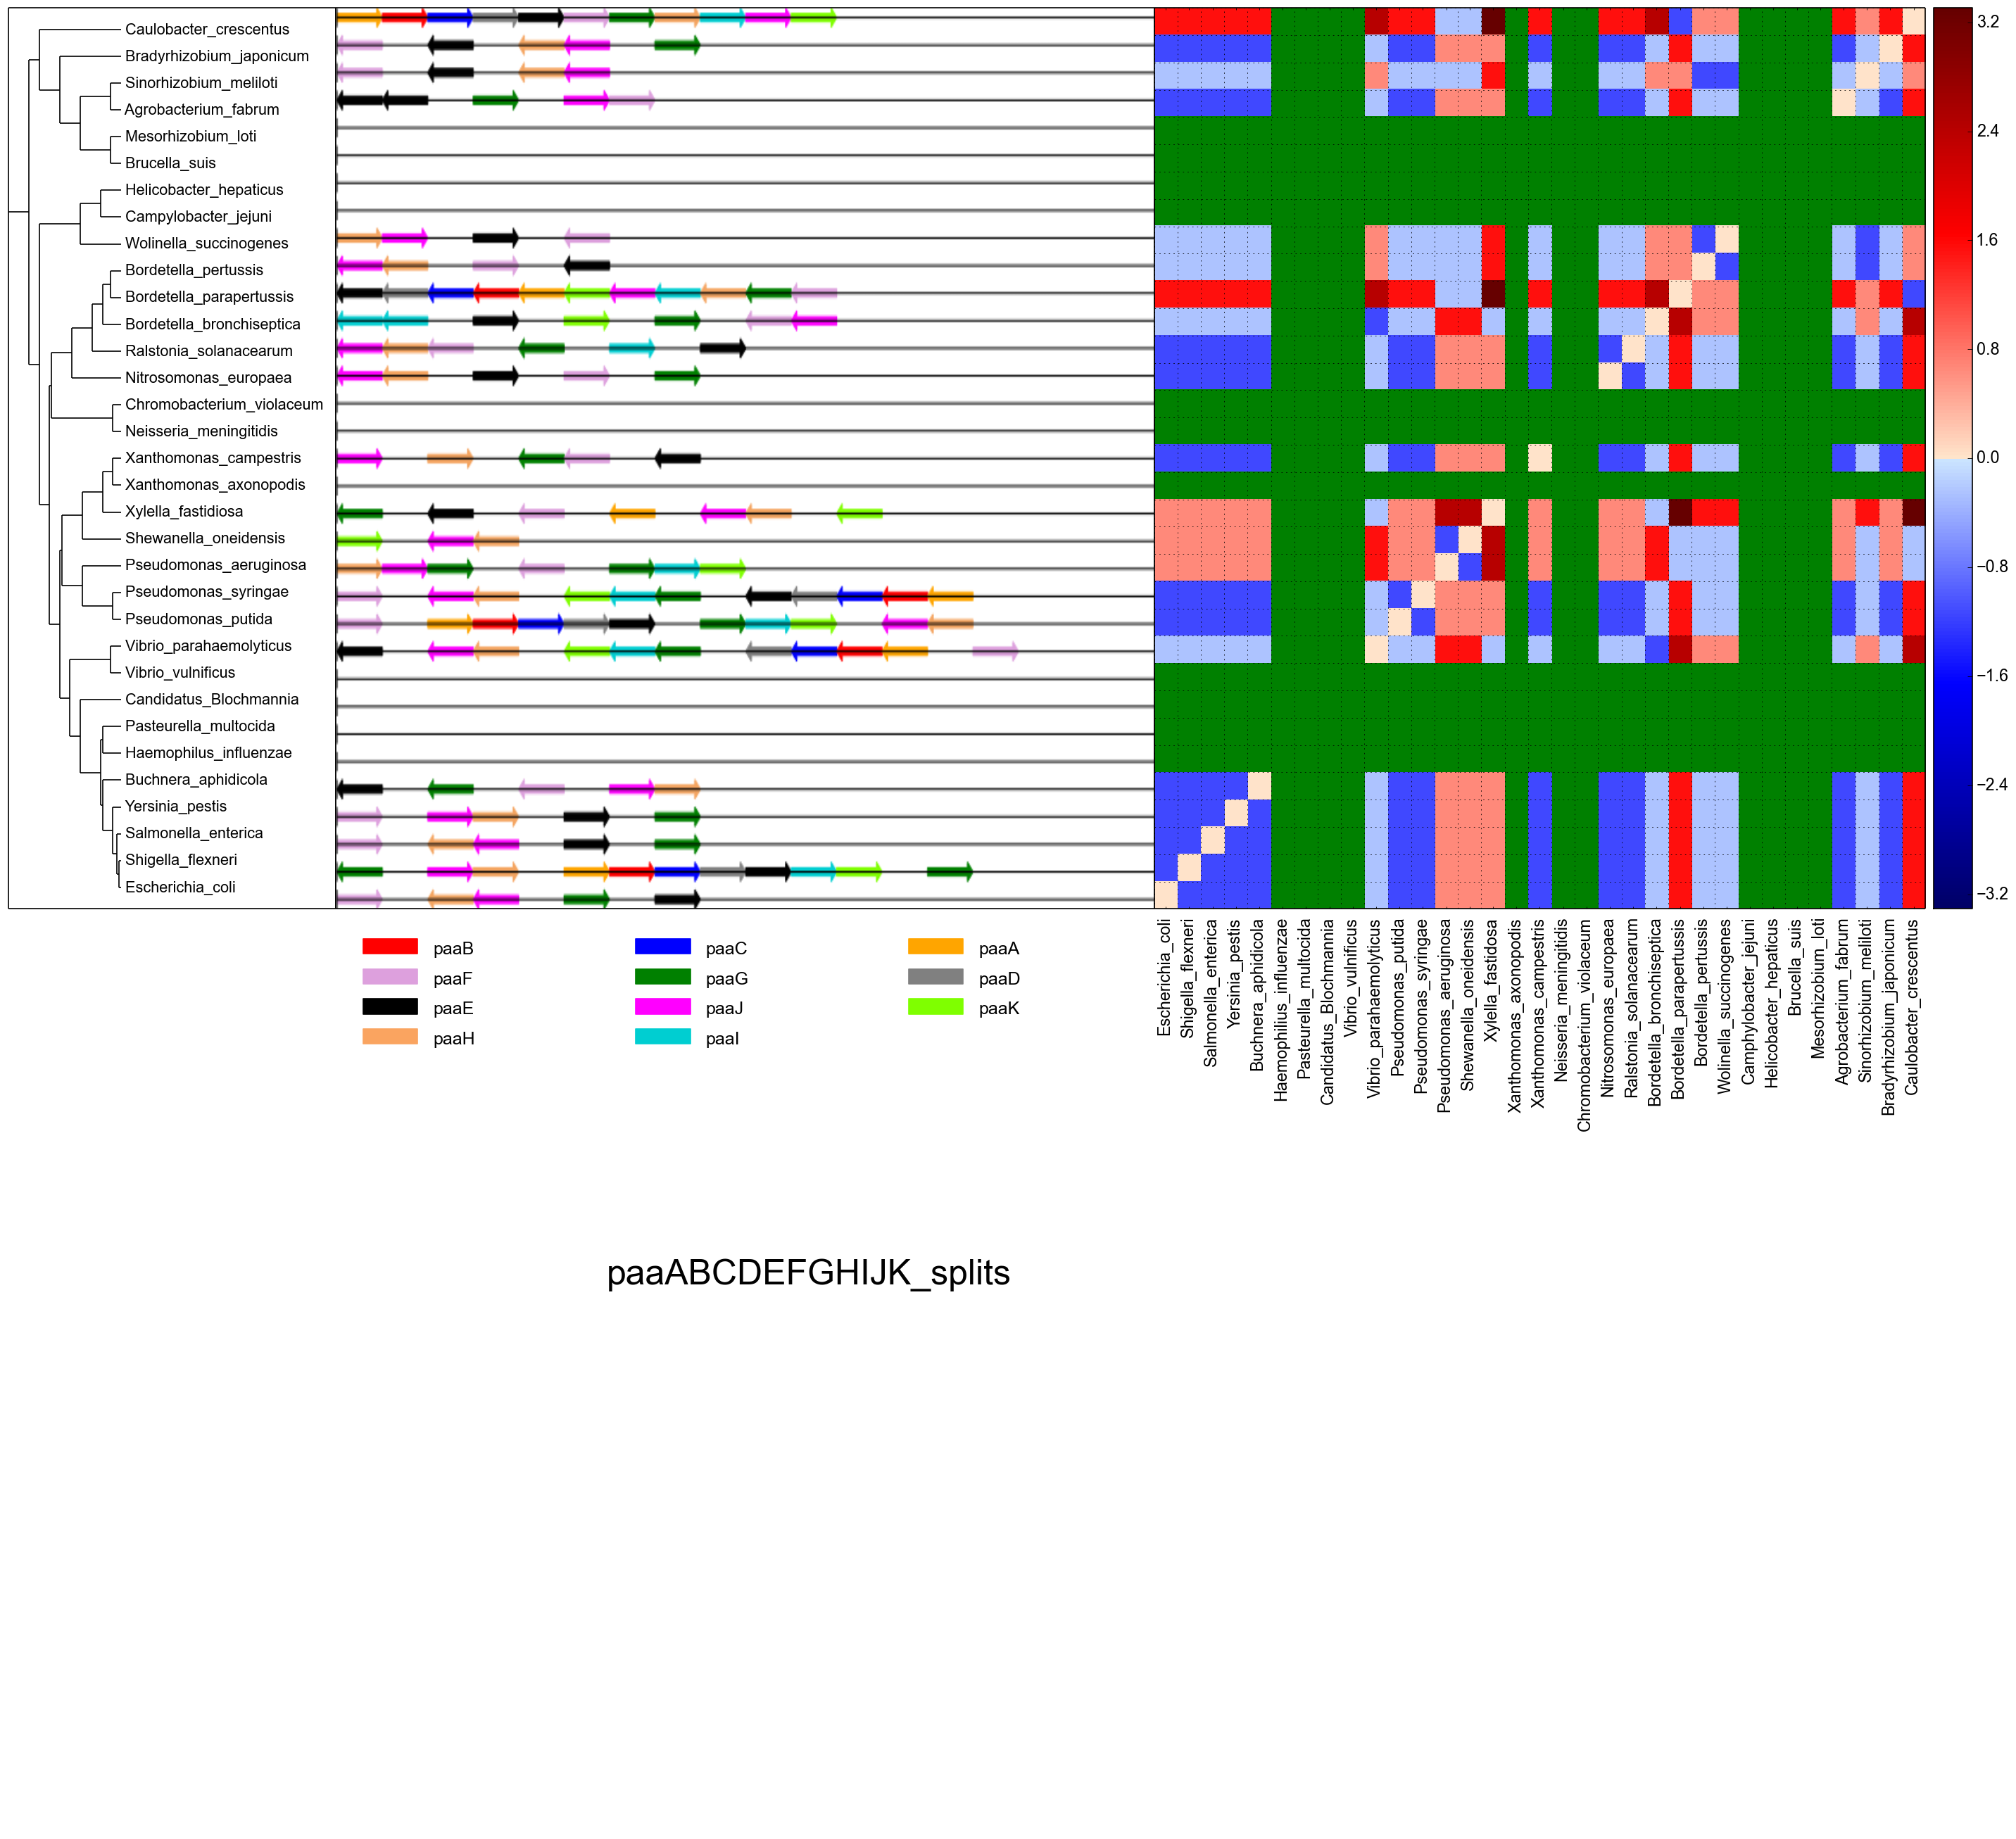 Caulobacter_crescentus
Bradyrhizobium_japonicum
Sinorhizobium_meliloti
Agrobacterium_fabrum
Mesorhizobium_loti
Brucella_suis
Helicobacter_hepaticus
Campylobacter_jejuni
Wolinella_succinogenes
Bordetella_pertussis
Bordetella_parapertussis
Bordetella_bronchiseptica
Ralstonia_solanacearum
Nitrosomonas_europaea
Chromobacterium_violaceum
Neisseria_meningitidis
Xanthomonas_campestris
Xanthomonas_axonopodis
Xylella_fastidiosa
Shewanella_oneidensis
Pseudomonas_aeruginosa
Pseudomonas_syringae
Pseudomonas_putida
Vibrio_parahaemolyticus
Vibrio_vulnificus
Candidatus_Blochmannia
Pasteurella_multocida
Haemophilus_influenzae
Buchnera_aphidicola
Yersinia_pestis
Salmonella_enterica
Shigella_flexneri
Escherichia_coli
3.2
2.4
1.6
0.8
0.0
−0.8
−1.6
−2.4
−3.2
Escherichia_coli
Shigella_flexneri
Salmonella_enterica
Yersinia_pestis
Buchnera_aphidicola
Haemophilus_influenzae
Pasteurella_multocida
Candidatus_Blochmannia
Vibrio_vulnificus
Vibrio_parahaemolyticus
Pseudomonas_putida
Pseudomonas_syringae
Pseudomonas_aeruginosa
Shewanella_oneidensis
Xylella_fastidiosa
Xanthomonas_axonopodis
Xanthomonas_campestris
Neisseria_meningitidis
Chromobacterium_violaceum
Nitrosomonas_europaea
Ralstonia_solanacearum
Bordetella_bronchiseptica
Bordetella_parapertussis
Bordetella_pertussis
Wolinella_succinogenes
Camphylobacter_jejuni
Helicobacter_hepaticus
Brucella_suis
Mesorhizobium_loti
Agrobacterium_fabrum
Sinorhizobium_meliloti
Bradyrhizobium_japonicum
Caulobacter_crescentus
paaB paaC paaA
paaF paaG paaD
paaE paaJ paaK
paaH paaI
paaABCDEFGHIJK_splits